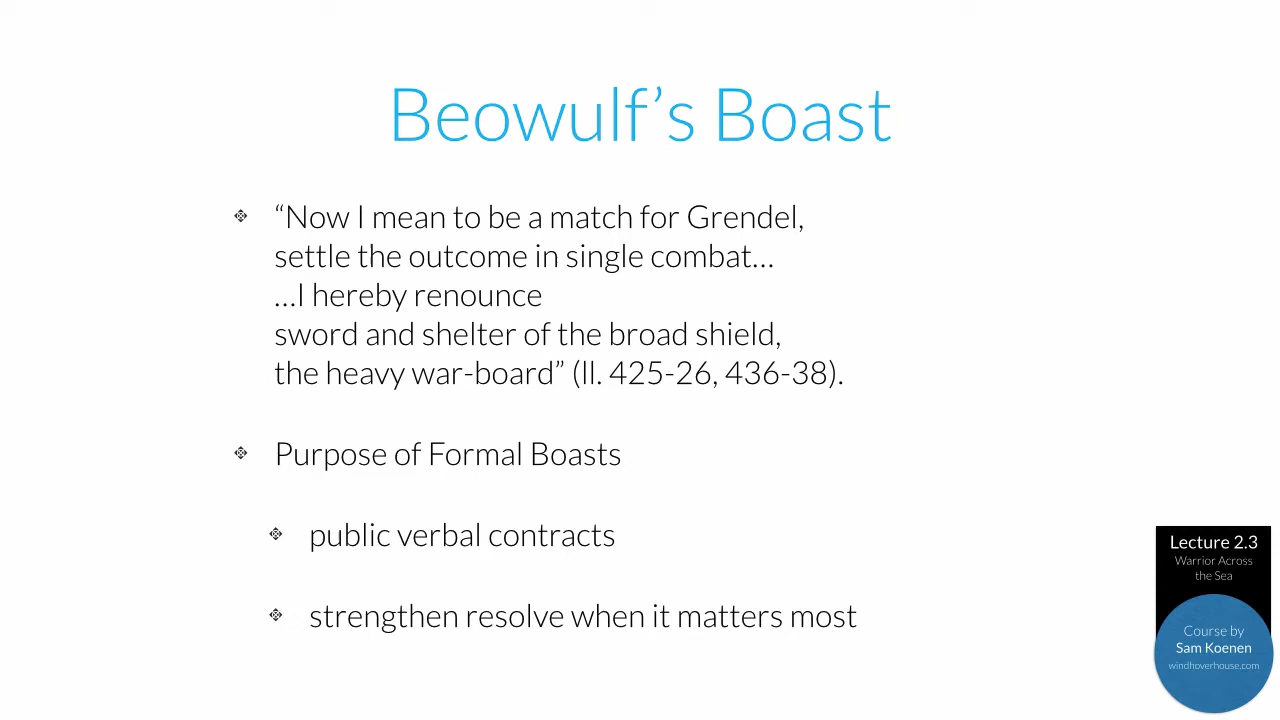 Beowulf’s Boast
“Now I mean to be a match for Grendel,
settle the outcome in single combat…
…I hereby renounce
sword and shelter of the broad shield,
the heavy war-board” (ll. 425-26, 436-38).
Purpose of Formal Boasts
public verbal contracts
strengthen resolve when it matters most
Lecture 2.3
Warrior Across
the Sea
Course by
Sam Koenen
windhoverhouse.com